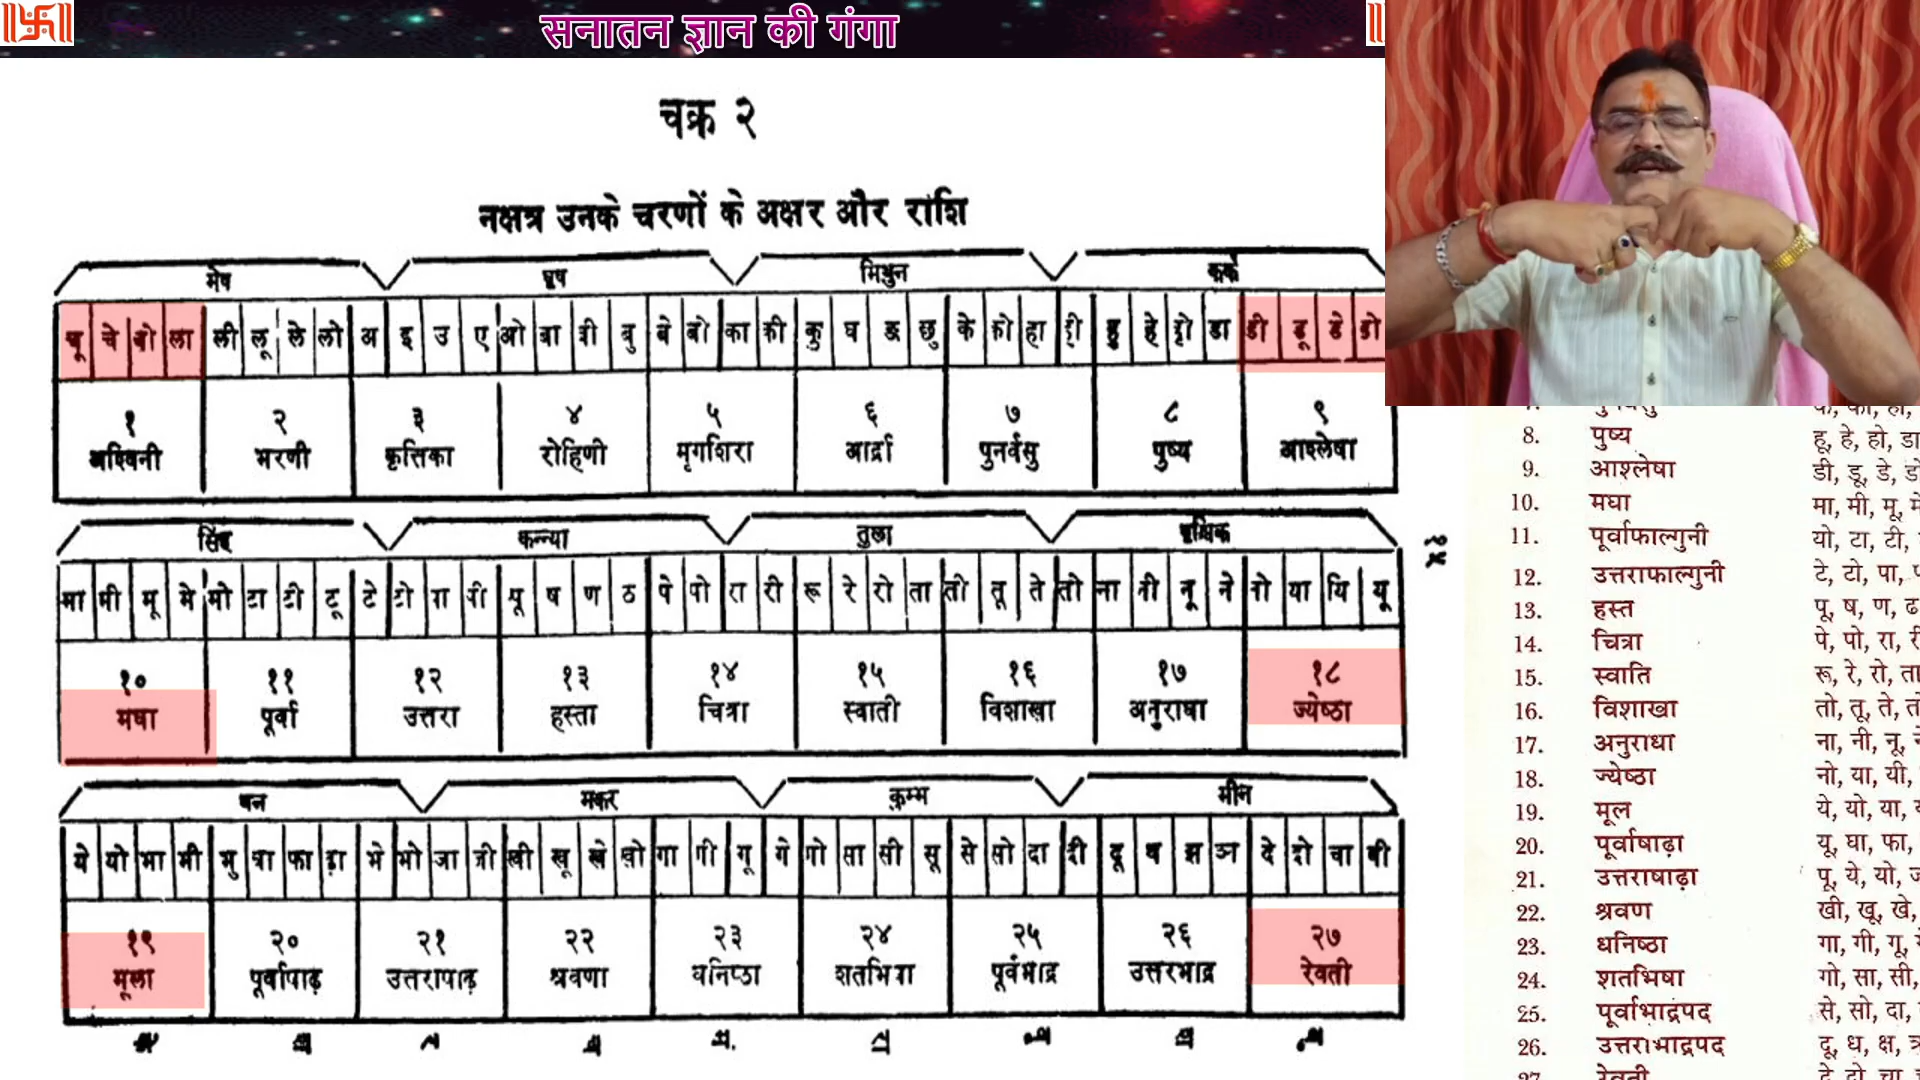 सनातन ज्ञान की गंगा
चक्र २
नक्षत्र उनके चरणों के अक्षर और राशि
मेष वृष मिथुन कर्क
चू चे चो ला ली लू ले लो अ इ उ ए ओ वा वी वु वे वो का की कु घ ङ छु के को हा ही हु हे हो डा डी डू डे डो
१ २ ३ ४ ५ ६ ७ ८ ९
अश्विनी भरणी कृत्तिका रोहिणी मृगशिरा आर्द्रा पुनर्वसु पुष्य आश्लेषा
सिंह कन्न्या तुला वृश्चिक
१५
मा मी मू मे मो टा टी टू टे टो पा पी पू ष ण ठ पे पो रा री रू रे रो ता ती तू ते तो ना नी नू ने नो या यि यू
१० ११ १२ १३ १४ १५ १६ १७ १८
मघा पूर्वा उत्तरा हस्ता चित्रा स्वाती विशाखा अनुराधा ज्येष्ठा
धन मकर कुम्भ मीन
ये यो भा भी भु फा ढ़ा भे भो जा जी खी खू खे खो गा गी गू गे गो सा सी सू से सो दा दी दू थ झ ञ दे दो चा ची
१९ २० २१ २२ २३ २४ २५ २६ २७
मूला पूर्वाषाढ़ उत्तराषाढ़ श्रवणा धनिष्ठा शतभिषा पूर्वभाद्र उत्तरभाद्र रेवती
8. पुष्य हू, हे, हो, डा
9. आश्लेषा डी, डू, डे, डो
10. मघा मा, मी, मू, मे
11. पूर्वाफाल्गुनी यो, टा, टी,
12. उत्तराफाल्गुनी टे, टो, पा, प
13. हस्त पू, ष, ण, ढ
14. चित्रा पे, पो, रा, री
15. स्वाति रू, रे, रो, ता
16. विशाखा तो, तू, ते, त
17. अनुराधा ना, नी, नू, ने
18. ज्येष्ठा नो, या, यी,
19. मूल ये, यो, या,
20. पूर्वाषाढ़ा यू, घा, फा,
21. उत्तराषाढ़ा पू, ये, यो, ज
22. श्रवण खी, खू, खे,
23. धनिष्ठा गा, गी, गू,
24. शतभिषा गो, सा, सी,
25. पूर्वाभाद्रपद से, सो, दा,
26. उत्तराभाद्रपद दू, ध, क्ष, त्र